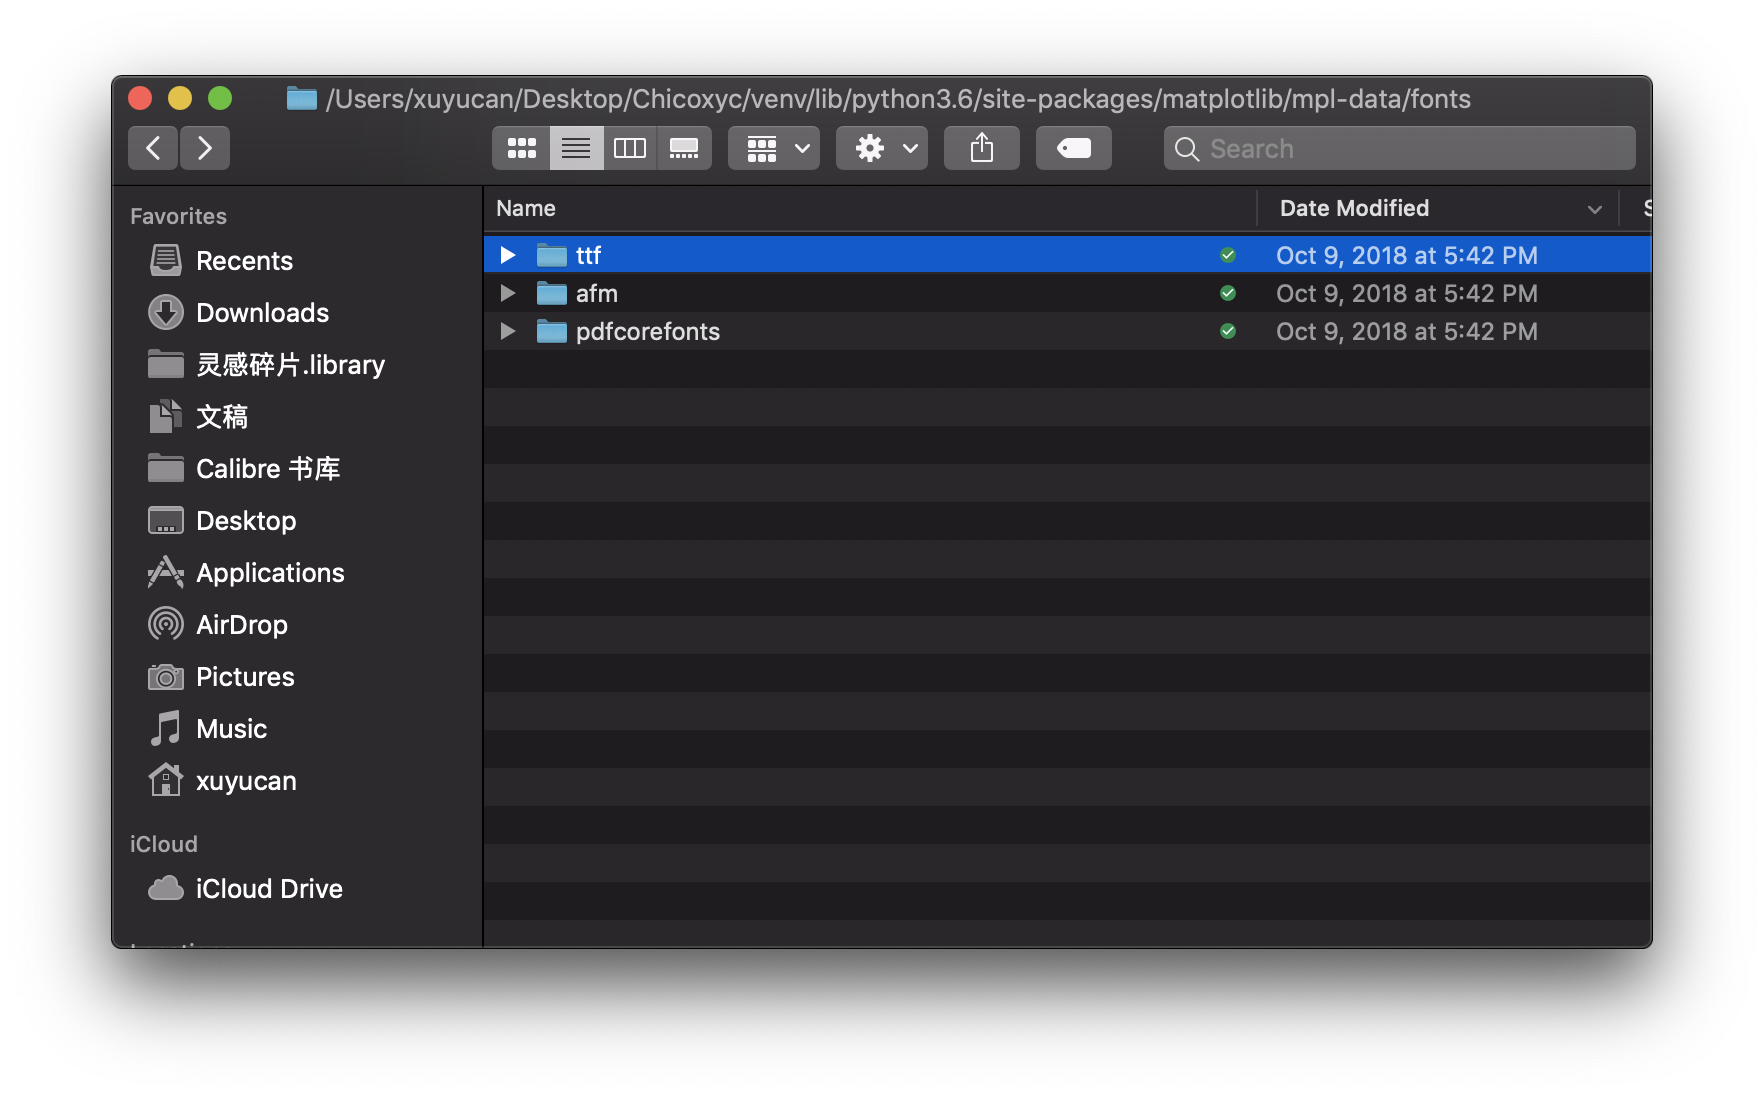 /Users/xuyucan/Desktop/Chicoxyc/venv/lib/python3.6/site-packages/matplotlib/mpl-data/fonts
Search
Favorites
Recents
Downloads
灵感碎片.library
文稿
Calibre 书库
Desktop
Applications
AirDrop
Pictures
Music
xuyucan
iCloud
iCloud Drive
Name Date Modified
ttf Oct 9, 2018 at 5:42 PM
afm Oct 9, 2018 at 5:42 PM
pdfcorefonts Oct 9, 2018 at 5:42 PM